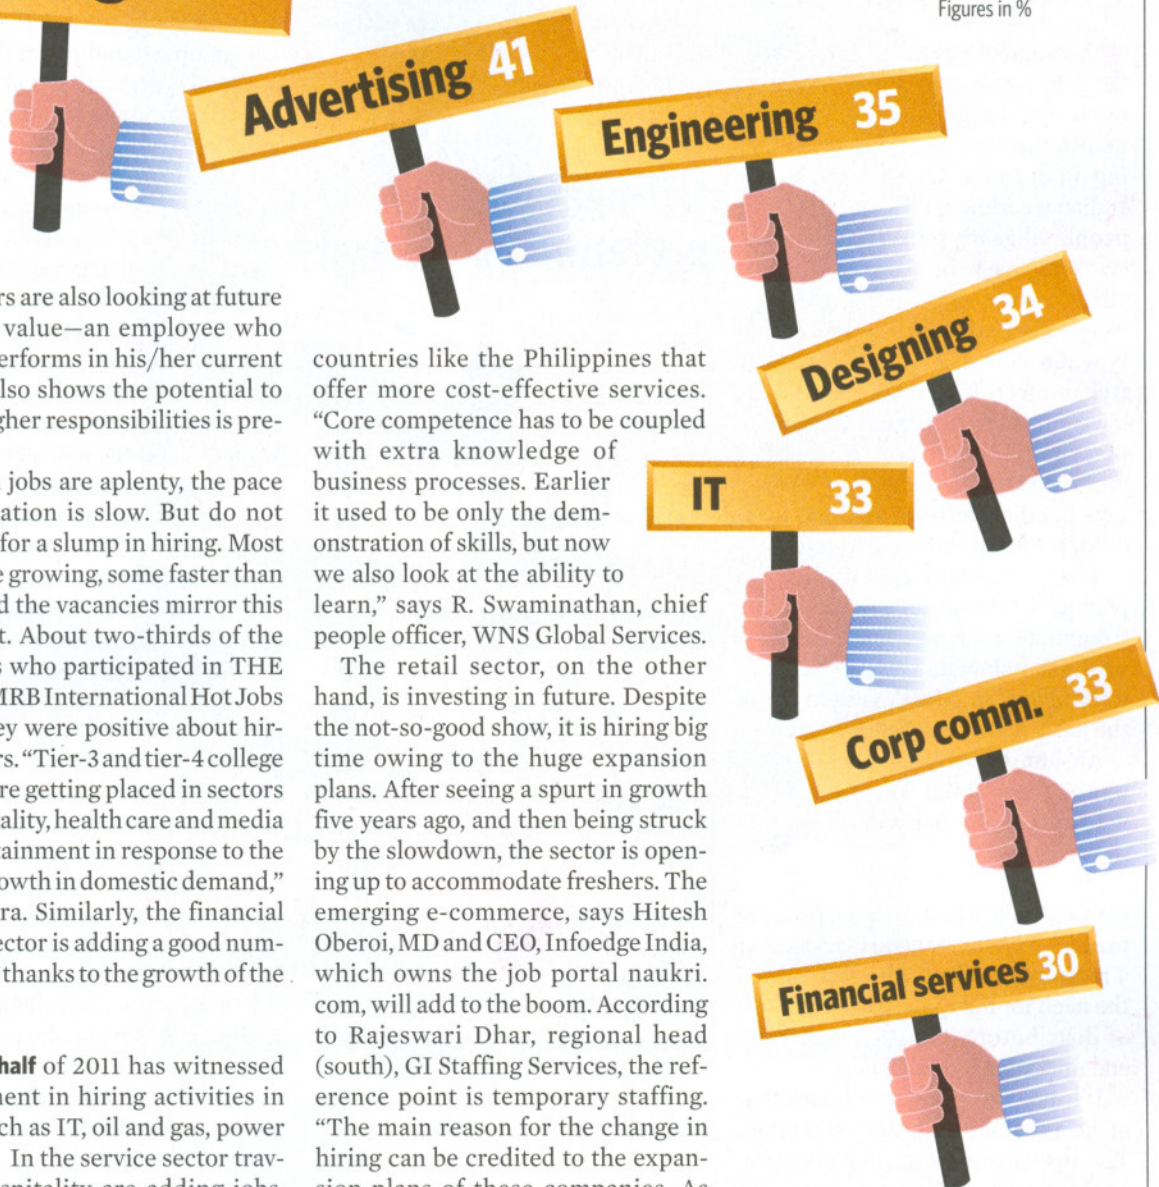 Figures in %
Advertising 41
Engineering 35
Designing 34
IT 33
Corp comm. 33
Financial services 30
rs are also looking at future
value—an employee who
erforms in his/her current
lso shows the potential to
gher responsibilities is pre-
jobs are aplenty, the pace
ation is slow. But do not
for a slump in hiring. Most
e growing, some faster than
d the vacancies mirror this
t. About two-thirds of the
s who participated in THE
MRB International Hot Jobs
ey were positive about hir-
rs. “Tier-3 and tier-4 college
re getting placed in sectors
ality, health care and media
tainment in response to the
owth in domestic demand,”
ra. Similarly, the financial
ector is adding a good num-
thanks to the growth of the
half of 2011 has witnessed
ent in hiring activities in
ch as IT, oil and gas, power
In the service sector trav-
spitality are adding jobs
countries like the Philippines that
offer more cost-effective services.
“Core competence has to be coupled
with extra knowledge of
business processes. Earlier
it used to be only the dem-
onstration of skills, but now
we also look at the ability to
learn,” says R. Swaminathan, chief
people officer, WNS Global Services.
The retail sector, on the other
hand, is investing in future. Despite
the not-so-good show, it is hiring big
time owing to the huge expansion
plans. After seeing a spurt in growth
five years ago, and then being struck
by the slowdown, the sector is open-
ing up to accommodate freshers. The
emerging e-commerce, says Hitesh
Oberoi, MD and CEO, Infoedge India,
which owns the job portal naukri.
com, will add to the boom. According
to Rajeswari Dhar, regional head
(south), GI Staffing Services, the ref-
erence point is temporary staffing.
“The main reason for the change in
hiring can be credited to the expan-
sion plans of these companies. As